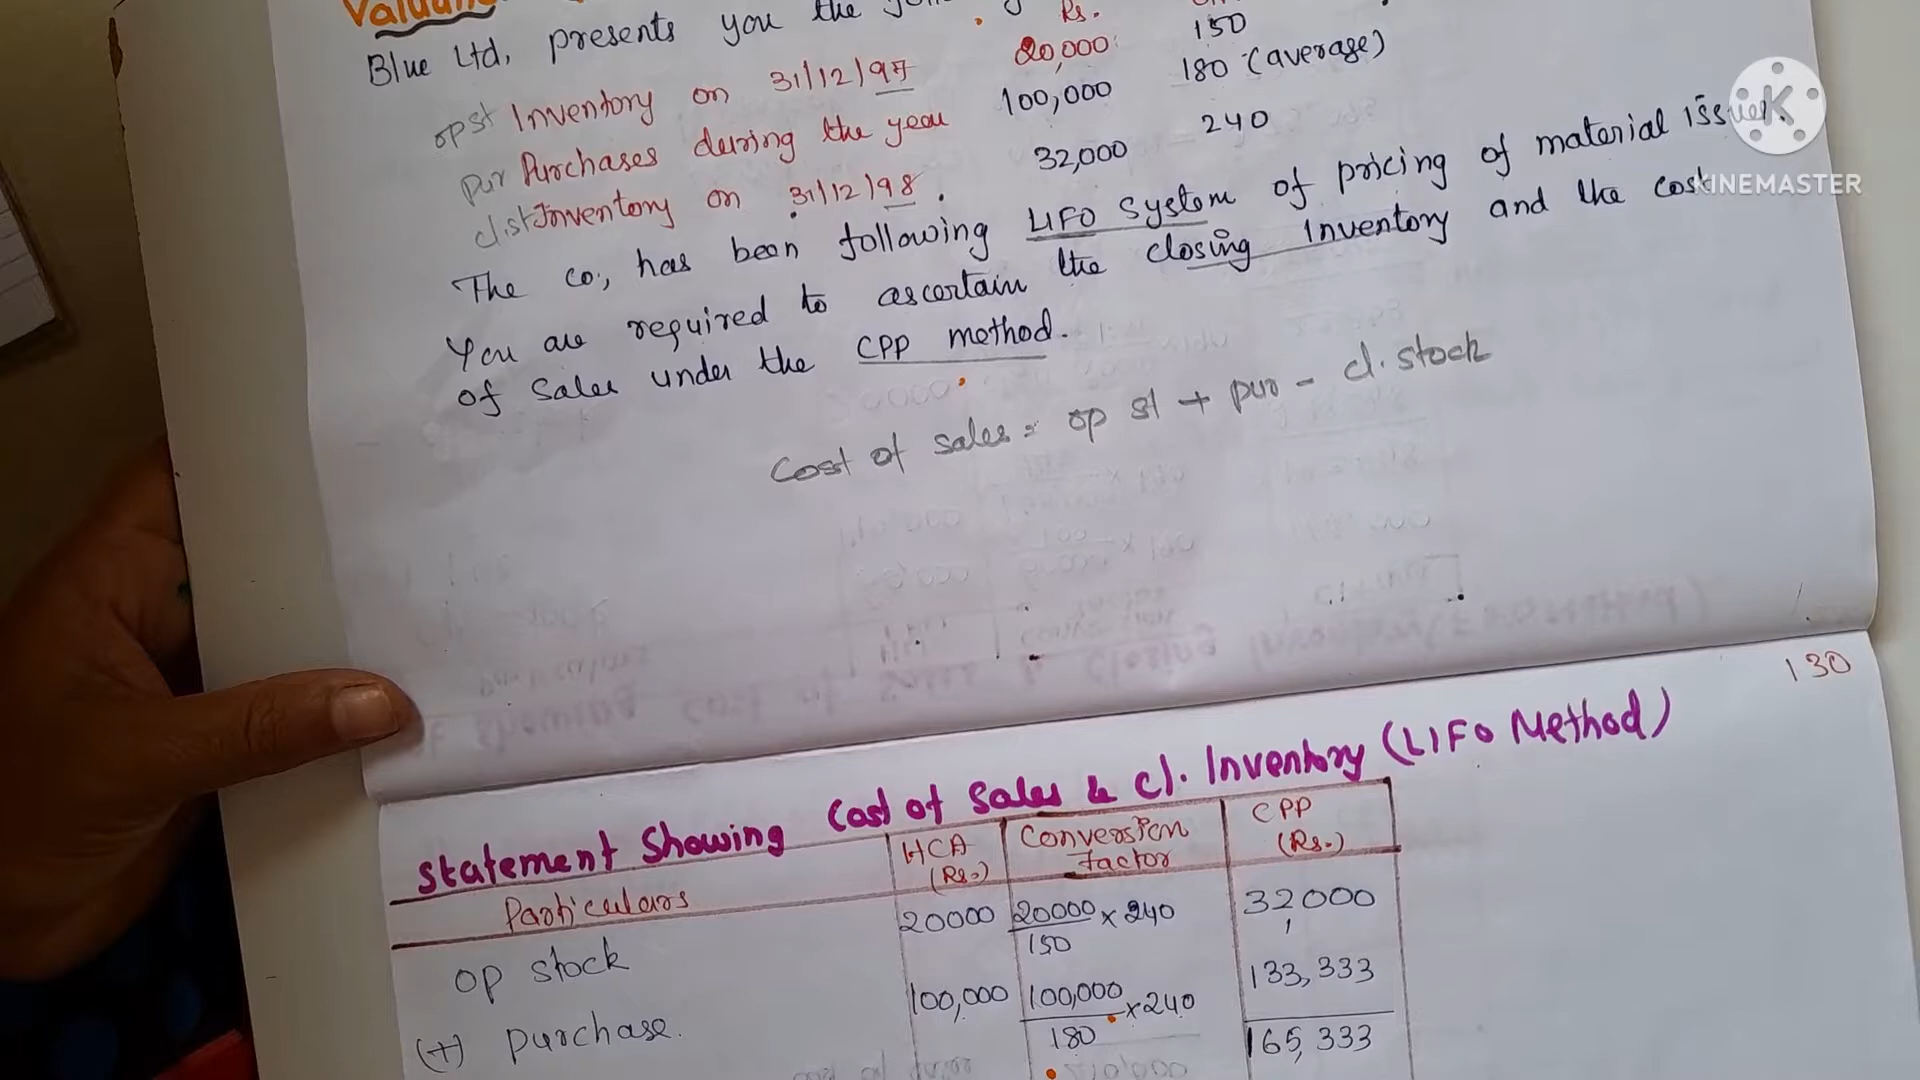 Blue Ltd, presents you the
Rs.
op st Inventory on 31/12/97 20,000 150
pur Purchases during the year 100,000 180 (average)
cl.st Inventory on 31/12/98. 32,000 240
The co:, has been following LIFO System of pricing of material issues.
You are required to ascertain the closing Inventory and the cost
of Sales under the CPP method.
Cost of sales = op st + pur - cl. stock
KINEMASTER
130
Statement Showing Cost of Sales & Cl. Inventory (LIFO Method)
Particulars HCA (Rs.) Conversion factor CPP (Rs.)
op stock 20000 20000/150 x 240 32000
(+) purchase. 100,000 100,000/180 x 240 133,333
165,333